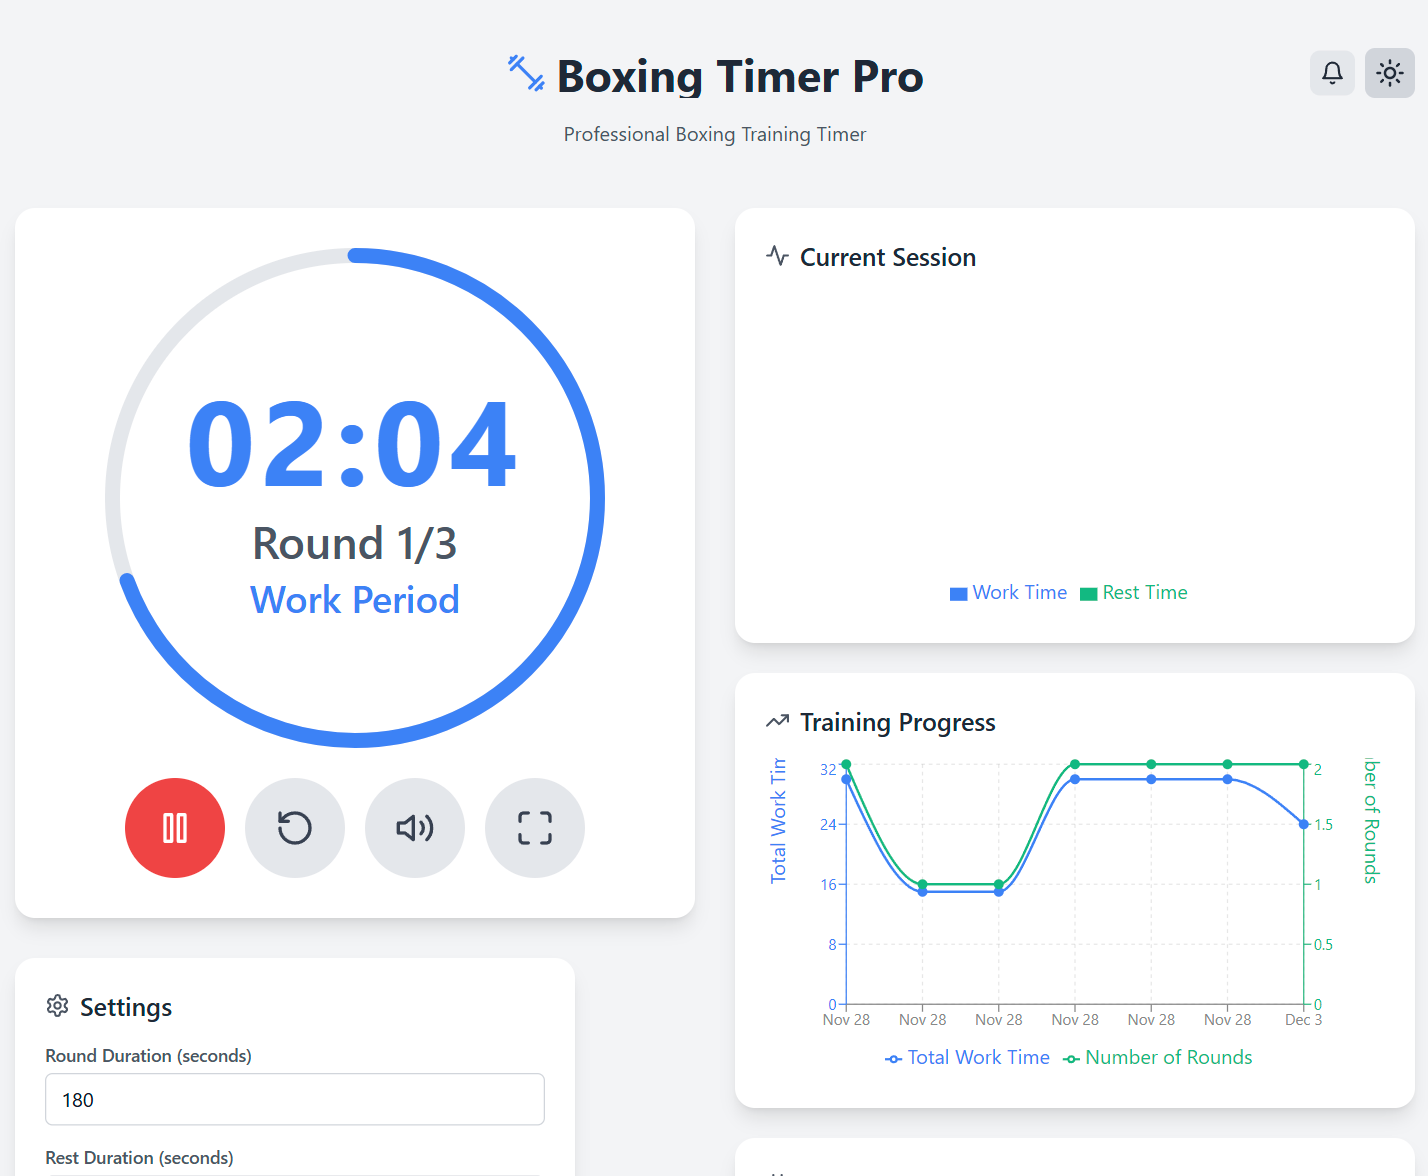 Boxing Timer Pro
Professional Boxing Training Timer
02:04
Round 1/3
Work Period
Settings
Round Duration (seconds)
180
Rest Duration (seconds)
Current Session
Work Time Rest Time
Training Progress
Total Work
32
24
16
8
0
2
1.5
1
0.5
0
of Rounds
Nov 28 Nov 28 Nov 28 Nov 28 Nov 28 Nov 28 Dec 3
Total Work Time Number of Rounds